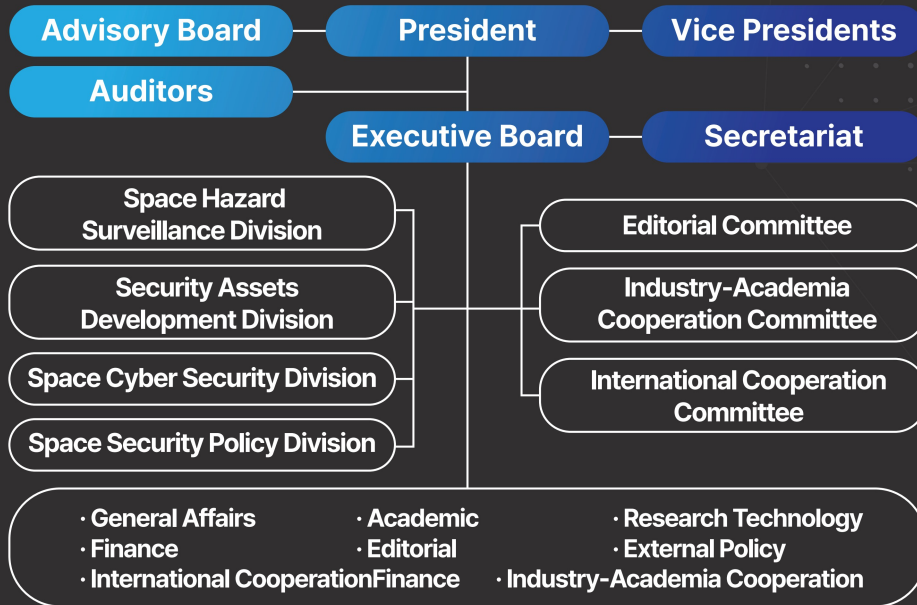 Advisory Board
President
Vice Presidents
Auditors
Executive Board
Secretariat
Space Hazard
Surveillance Division
Security Assets
Development Division
Space Cyber Security Division
Space Security Policy Division
Editorial Committee
Industry-Academia
Cooperation Committee
International Cooperation
Committee
· General Affairs · Academic · Research Technology
· Finance · Editorial · External Policy
· International CooperationFinance · Industry-Academia Cooperation